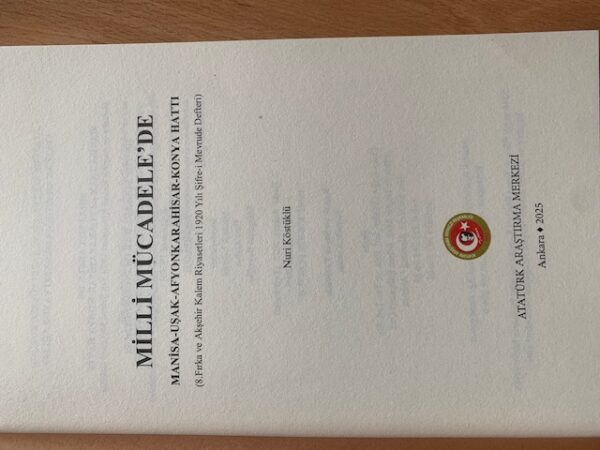 MİLLİ MÜCADELE'DE
MANİSA-UŞAK-AFYONKARAHİSAR-KONYA HATTI
(8.Fırka ve Akşehir Kalem Riyasetleri 1920 Yılı Şifre-i Mevrude Defteri)
Nuri Köstüklü
ATATÜRK ARAŞTIRMA MERKEZİ
Ankara ♦ 2025